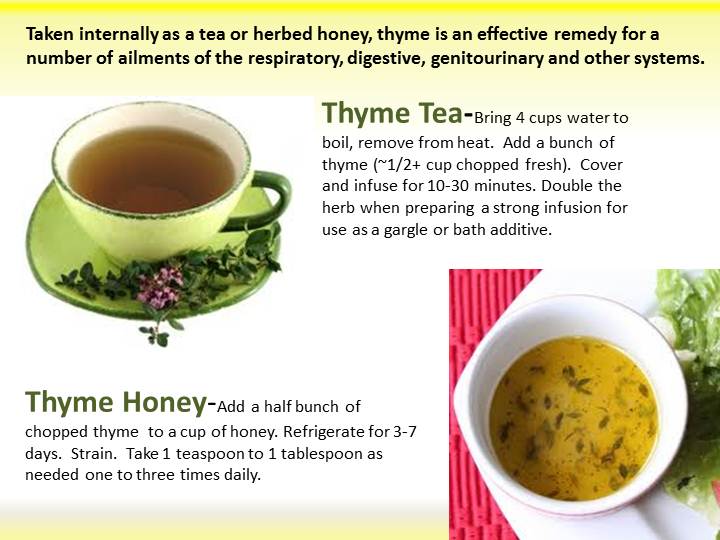 Taken internally as a tea or herbed honey, thyme is an effective remedy for a
number of ailments of the respiratory, digestive, genitourinary and other systems.
Thyme Tea-Bring 4 cups water to
boil, remove from heat.  Add a bunch of
thyme (~1/2+ cup chopped fresh).  Cover
and infuse for 10-30 minutes. Double the
herb when preparing  a strong infusion for
use as a gargle or bath additive.
Thyme Honey-Add a half bunch of
chopped thyme  to a cup of honey. Refrigerate for 3-7
days.  Strain.  Take 1 teaspoon to 1 tablespoon as
needed one to three times daily.